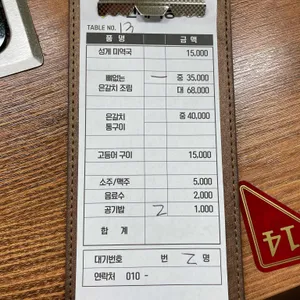 TABLE NO. 13
품 명 금 액
성게 미역국 15,000
뼈없는 은갈치 조림 一 중 35,000
대 68,000
은갈치 통구이 중 40,000
고등어 구이 15,000
소주/맥주 5,000
음료수 2,000
공기밥 2 1,000
합 계
대기번호 번 2 명
연락처 010 -
14